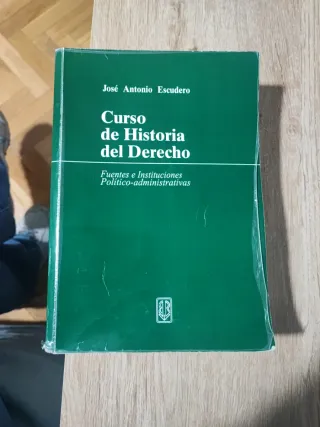 José Antonio Escudero
Curso
de Historia
del Derecho
Fuentes e Instituciones
Político-administrativas